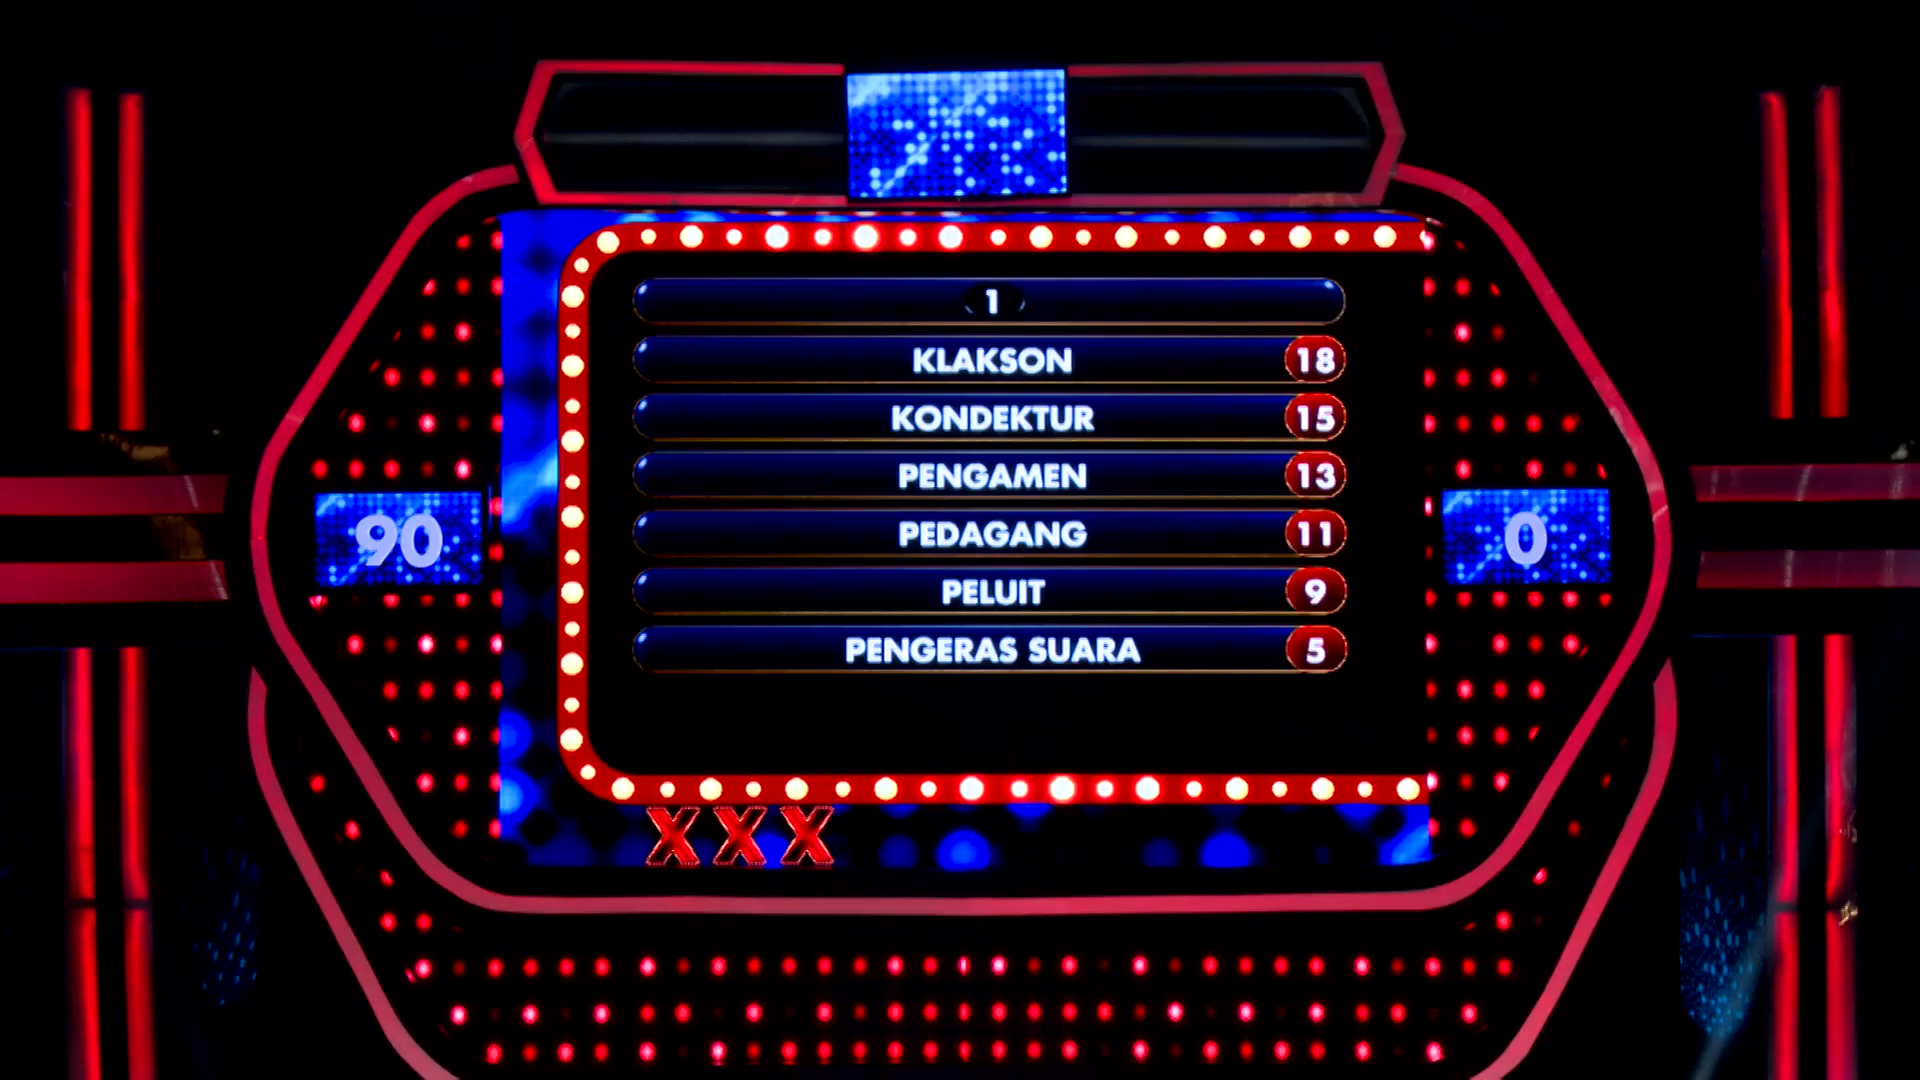 1
KLAKSON 18
KONDEKTUR 15
PENGAMEN 13
90
PEDAGANG 11
0
PELUIT 9
PENGERAS SUARA 5
XXX